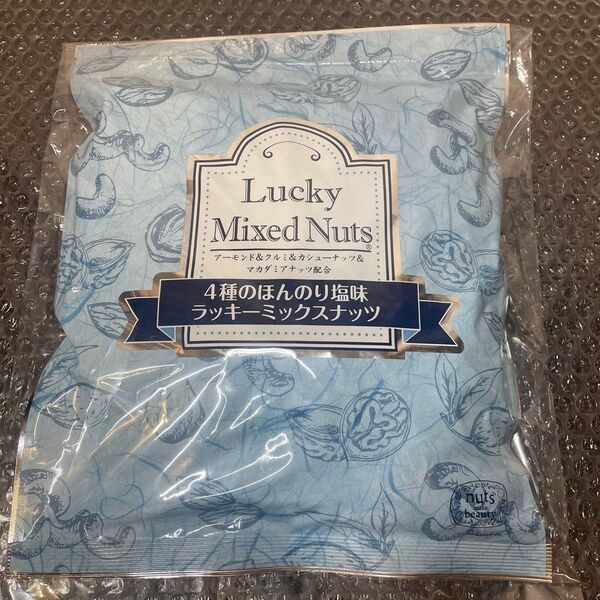 Lucky
Mixed Nuts®
アーモンド&クルミ&カシューナッツ&
マカダミアナッツ配合
4種のほんのり塩味
ラッキーミックスナッツ
nuts
make
beauty